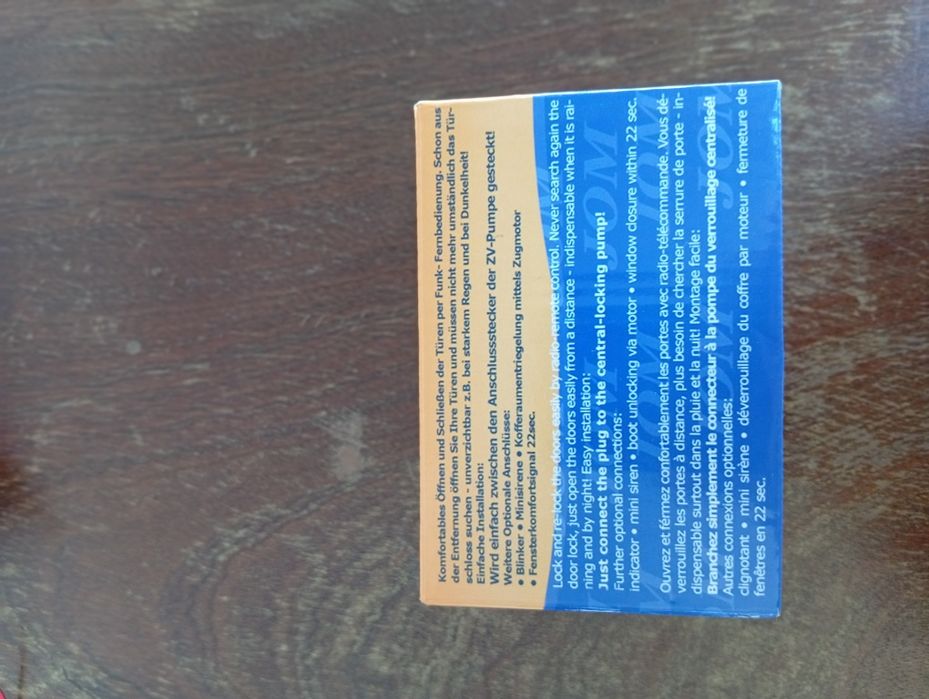 Komfortables Öffnen und Schließen der Türen per Funk- Fernbedienung. Schon aus
der Entfernung öffnen Sie Ihre Türen und müssen nicht mehr umständlich das Tür-
schloss suchen - unverzichtbar z.B. bei starkem Regen und bei Dunkelheit!
Einfache Installation:
Wird einfach zwischen den Anschlussstecker der ZV-Pumpe gesteckt!
Weitere Optionale Anschlüsse:
• Blinker • Minisirene • Kofferaumentriegelung mittels Zugmotor
• Fensterkomfortsignal 22sec.
Lock and re-lock the doors easily by radio-remote control. Never search again the
door lock, just open the doors easily from a distance - indispensable when it is rai-
ning and by night! Easy installation:
Just connect the plug to the central-locking pump!
Further optional connections:
indicator • mini siren • boot unlocking via motor • window closure within 22 sec.
Ouvrez et férmez confortablement les portes avec radio-télécommande. Vous dé-
verrouillez les portes à distance, plus besoin de chercher la serrure de porte - in-
dispensable surtout dans la pluie et la nuit! Montage facile:
Branchez simplement le connecteur à la pompe du verrouillage centralisé!
Autres connexions optionnelles:
clignotant • mini sirène • déverrouillage du coffre par moteur • fermeture de
fenêtres en 22 sec.
JOM